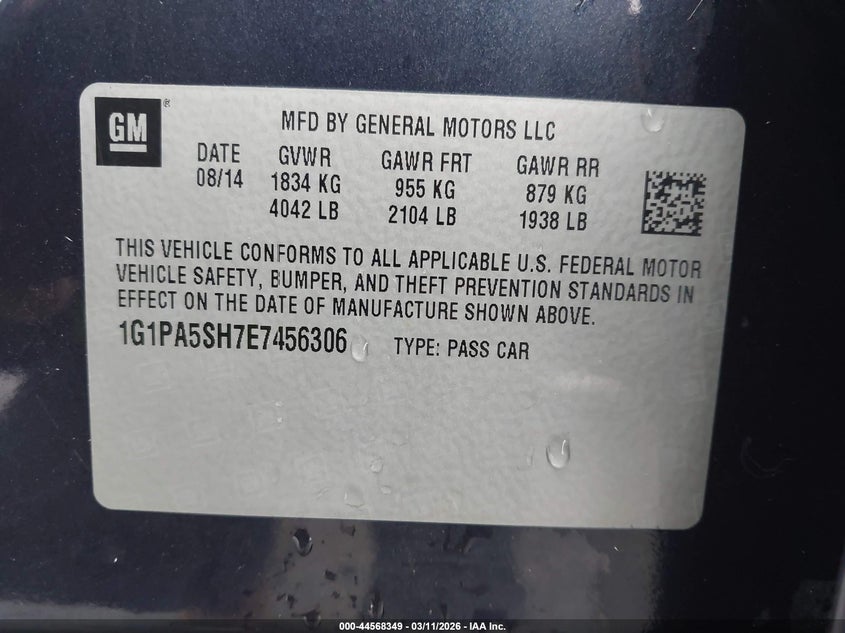 GM®
MFD BY GENERAL MOTORS LLC
DATE GVWR GAWR FRT GAWR RR
08/14 1834 KG 955 KG 879 KG
4042 LB 2104 LB 1938 LB
THIS VEHICLE CONFORMS TO ALL APPLICABLE U.S. FEDERAL MOTOR
VEHICLE SAFETY, BUMPER, AND THEFT PREVENTION STANDARDS IN
EFFECT ON THE DATE OF MANUFACTURE SHOWN ABOVE.
1G1PA5SH7E7456306 TYPE: PASS CAR
000-44568349 - 03/11/2026 - IAA Inc.